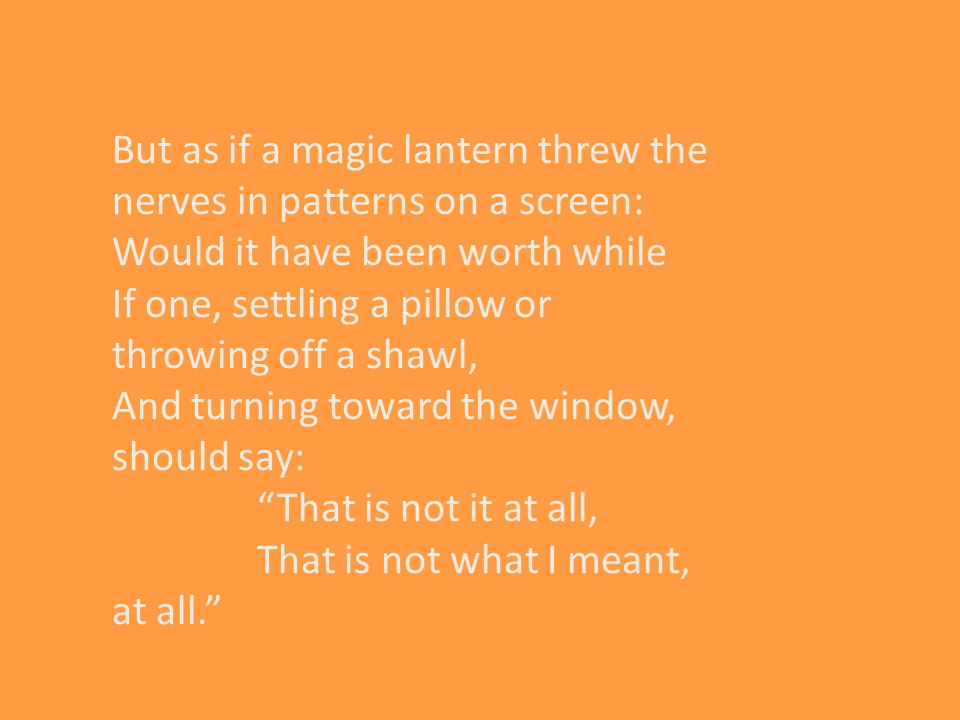 But as if a magic lantern threw the
nerves in patterns on a screen:
Would it have been worth while
If one, settling a pillow or
throwing off a shawl,
And turning toward the window,
should say:
“That is not it at all,
That is not what I meant,
at all.”